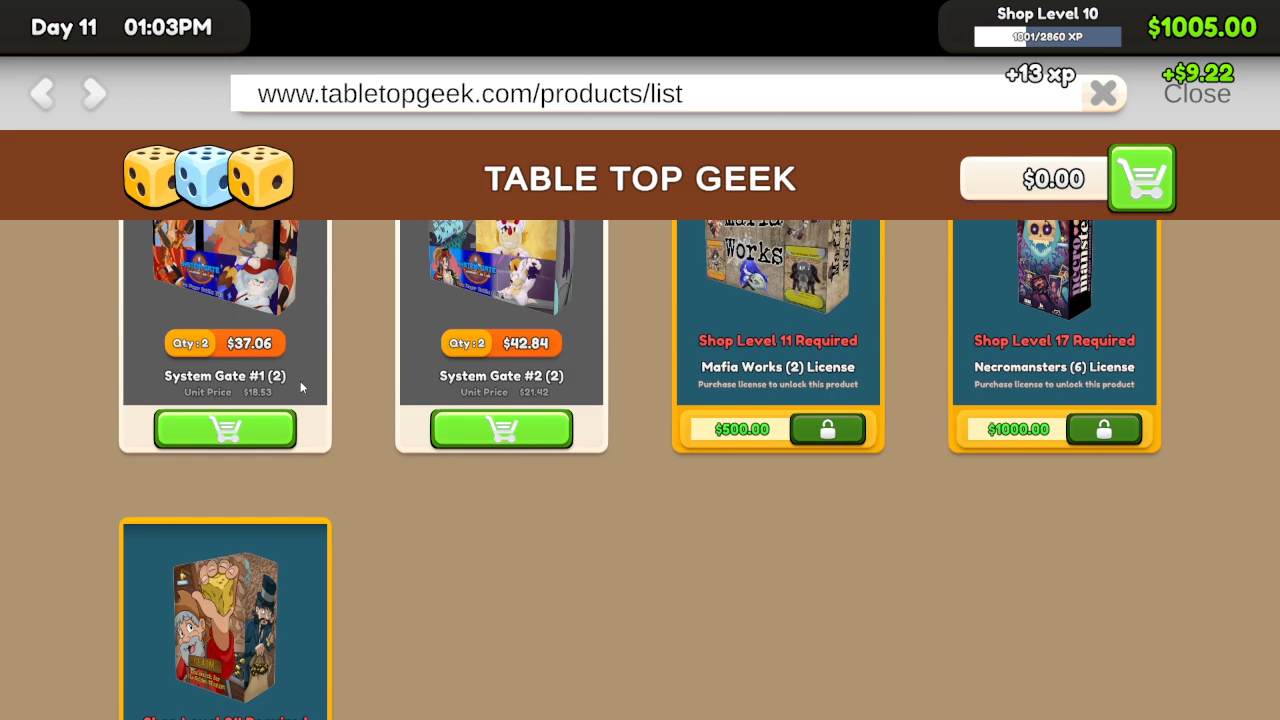 Day 11 01:03PM
Shop Level 10
1001/2860 XP
$1005.00
+13 xp
+$9.22
www.tabletopgeek.com/products/list
Close
TABLE TOP GEEK
$0.00
Qty : 2 $37.06
System Gate #1 (2)
Unit Price $18.53
Qty : 2 $42.84
System Gate #2 (2)
Unit Price $21.42
Works
Shop Level 11 Required
Mafia Works (2) License
Purchase license to unlock this product
$500.00
necromanster
Shop Level 17 Required
Necromansters (6) License
Purchase license to unlock this product
$1000.00